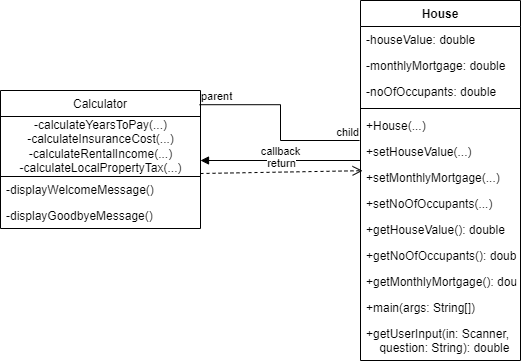 Calculator
-calculateYearsToPay(...)
-calculateInsuranceCost(...)
-calculateRentalIncome(...)
-calculateLocalPropertyTax(...)
-displayWelcomeMessage()
-displayGoodbyeMessage()
parent
child
callback
return
House
-houseValue: double
-monthlyMortgage: double
-noOfOccupants: double
+House(...)
+setHouseValue(...)
+setMonthlyMortgage(...)
+setNoOfOccupants(...)
+getHouseValue(): double
+getNoOfOccupants(): doub
+getMonthlyMortgage(): dou
+main(args: String[])
+getUserInput(in: Scanner,
question: String): double